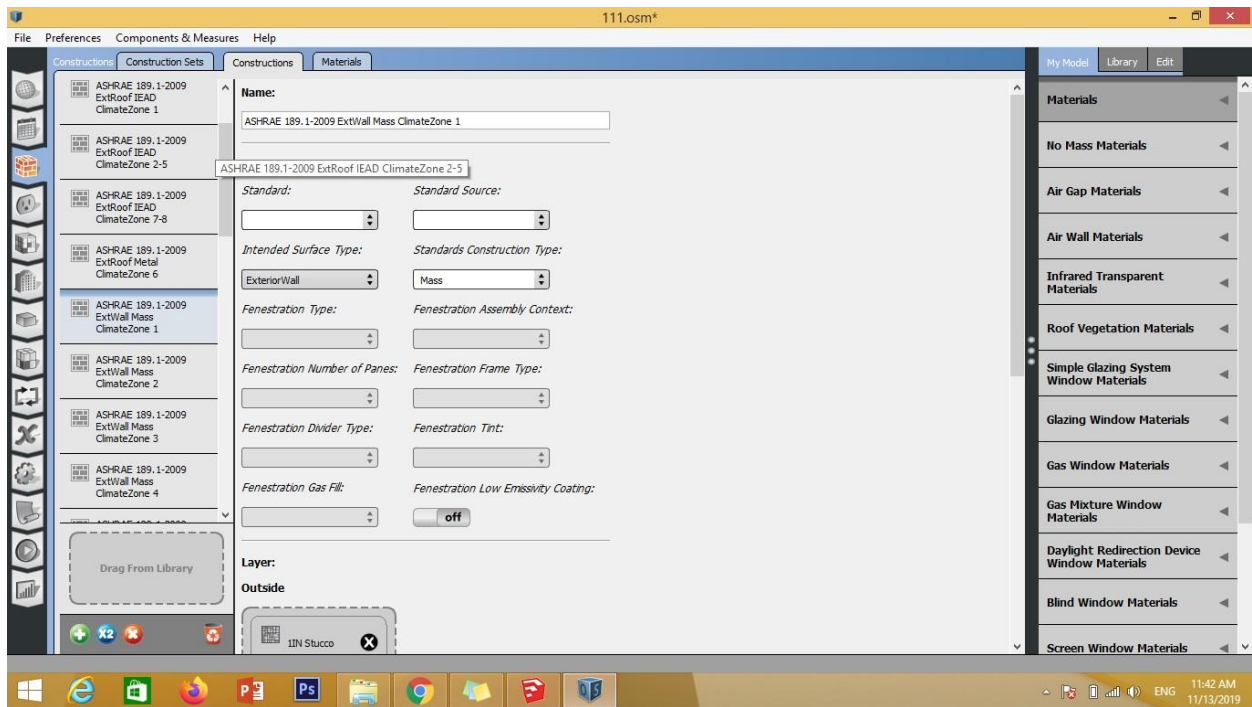 111.osm*
File Preferences Components & Measures Help
Constructions Construction Sets Constructions Materials
My Model Library Edit
ASHRAE 189.1-2009
ExtRoof IEAD
ClimateZone 1
ASHRAE 189.1-2009
ExtRoof IEAD
ClimateZone 2-5
ASHRAE 189.1-2009
ExtRoof IEAD
ClimateZone 7-8
ASHRAE 189.1-2009
ExtRoof Metal
ClimateZone 6
ASHRAE 189.1-2009
ExtWall Mass
ClimateZone 1
ASHRAE 189.1-2009
ExtWall Mass
ClimateZone 2
ASHRAE 189.1-2009
ExtWall Mass
ClimateZone 3
ASHRAE 189.1-2009
ExtWall Mass
ClimateZone 4
Drag From Library
X2
Name:
ASHRAE 189.1-2009 ExtWall Mass ClimateZone 1
ASHRAE 189.1-2009 ExtRoof IEAD ClimateZone 2-5
Standard: Standard Source:
Intended Surface Type: Standards Construction Type:
ExteriorWall Mass
Fenestration Type: Fenestration Assembly Context:
Fenestration Number of Panes: Fenestration Frame Type:
Fenestration Divider Type: Fenestration Tint:
Fenestration Gas Fill: Fenestration Low Emissivity Coating:
off
Layer:
Outside
1IN Stucco
Materials
No Mass Materials
Air Gap Materials
Air Wall Materials
Infrared Transparent
Materials
Roof Vegetation Materials
Simple Glazing System
Window Materials
Glazing Window Materials
Gas Window Materials
Gas Mixture Window
Materials
Daylight Redirection Device
Window Materials
Blind Window Materials
Screen Window Materials
Ps
ENG
11:42 AM
11/13/2019